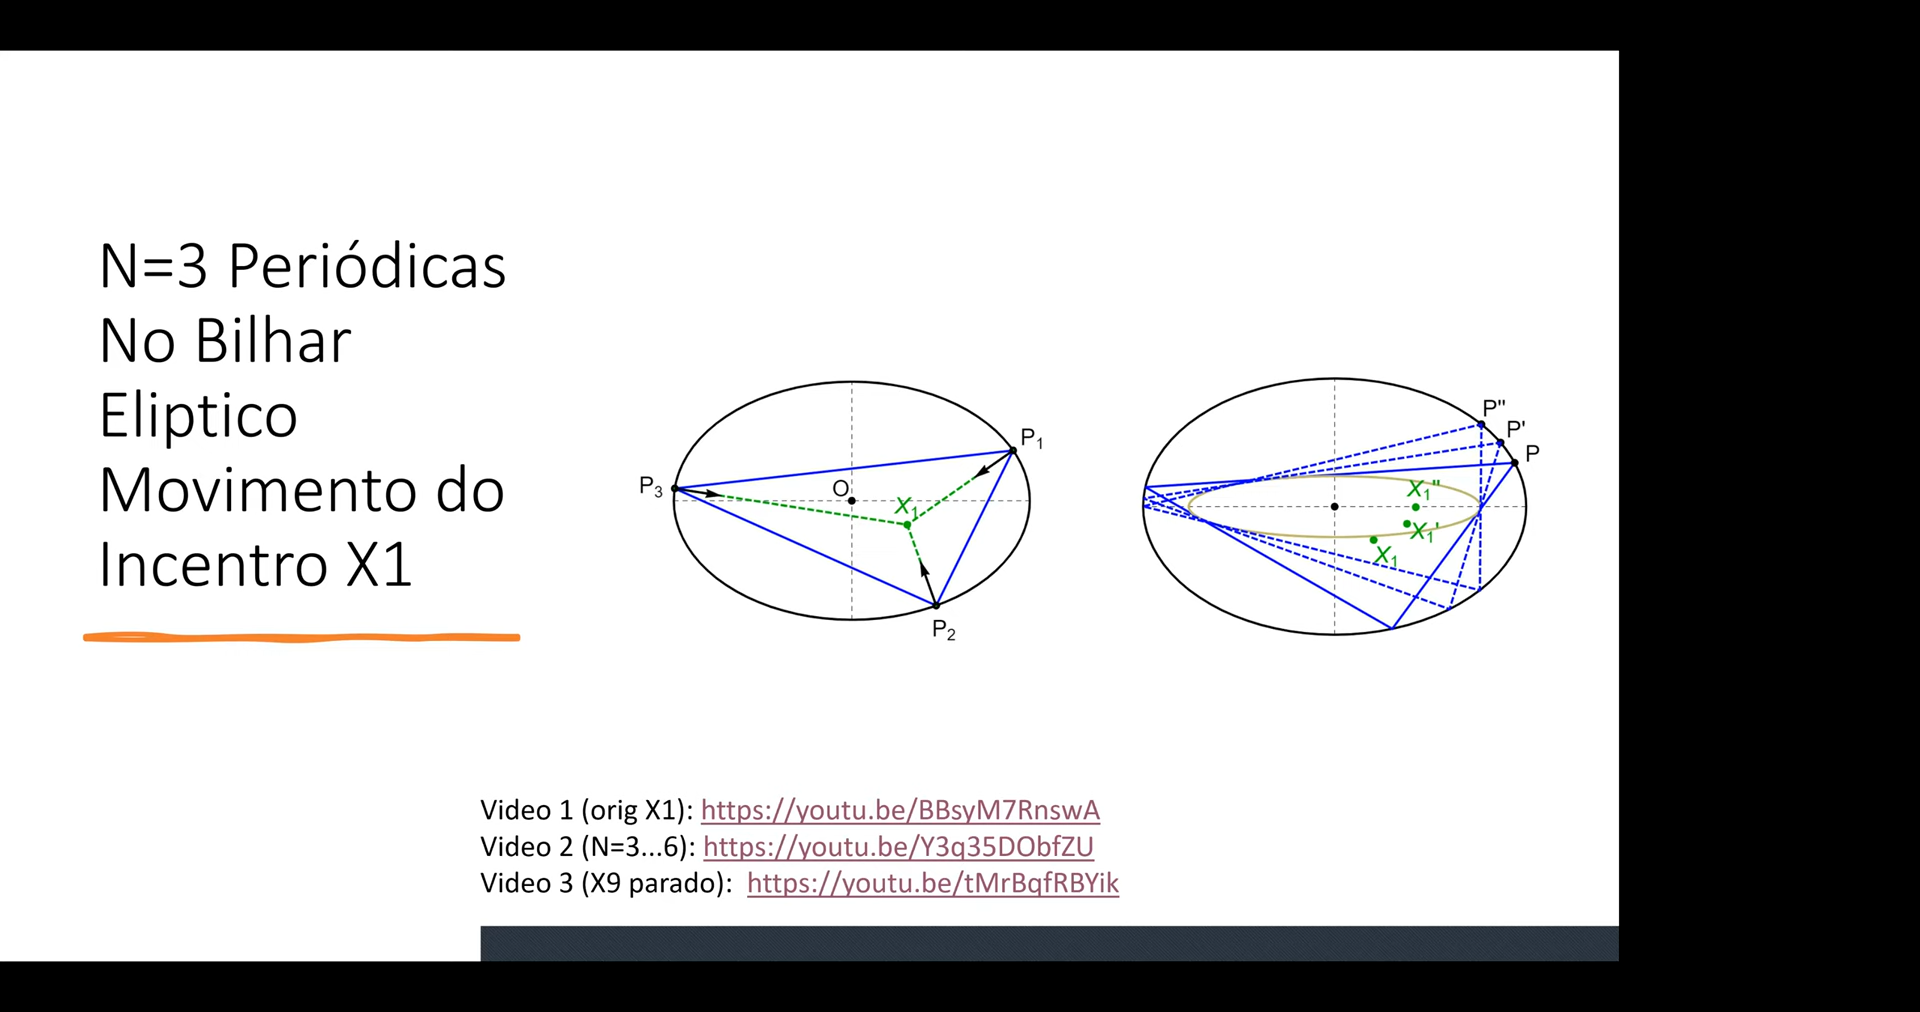 N=3 Periódicas
No Bilhar
Eliptico
Movimento do
Incentro X1
P1
P3
O
X1
P2
P"
P'
P
X1"
X1'
X1
Video 1 (orig X1): https://youtu.be/BBsyM7RnswA
Video 2 (N=3...6): https://youtu.be/Y3q35DObfZU
Video 3 (X9 parado): https://youtu.be/tMrBqfRBYik